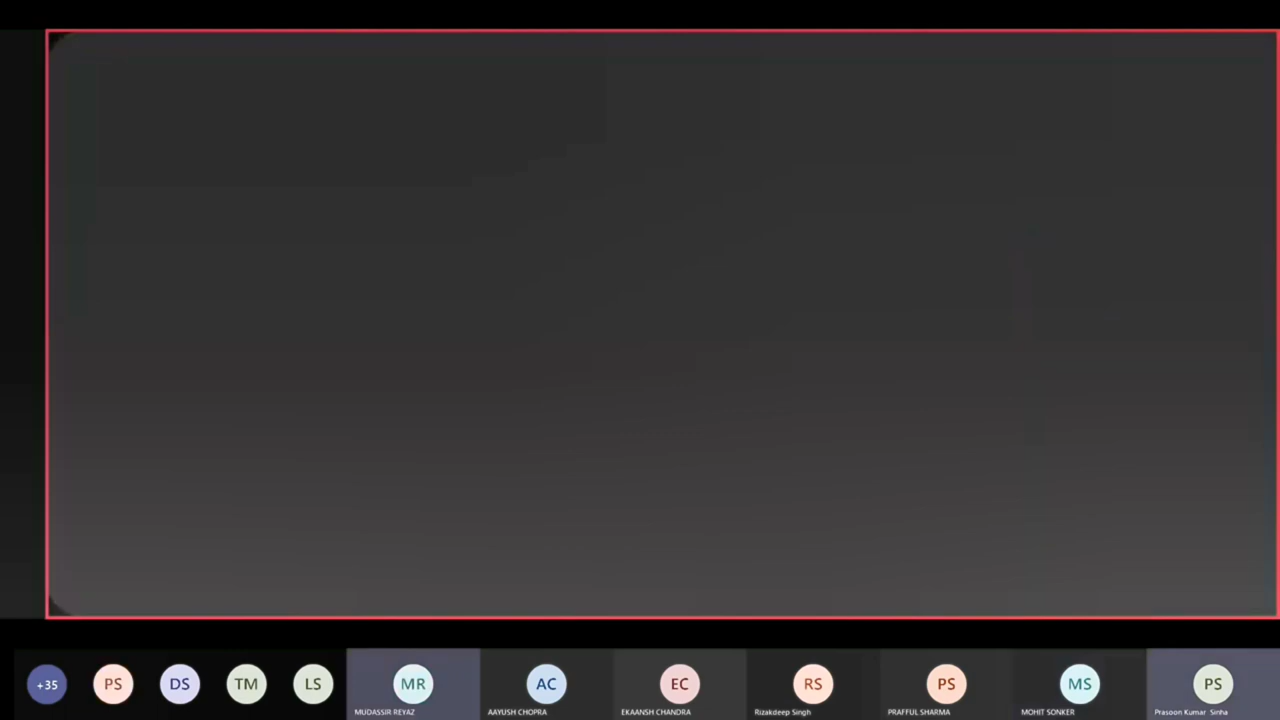 +35
PS
DS
TM
LS
MR
AC
EC
RS
PS
MS
PS
MUDASSIR REYAZ
AAYUSH CHOPRA
EKAANSH CHANDRA
Rizakdeep Singh
PRAFFUL SHARMA
MOHIT SONKER
Prasoon Kumar Sinha